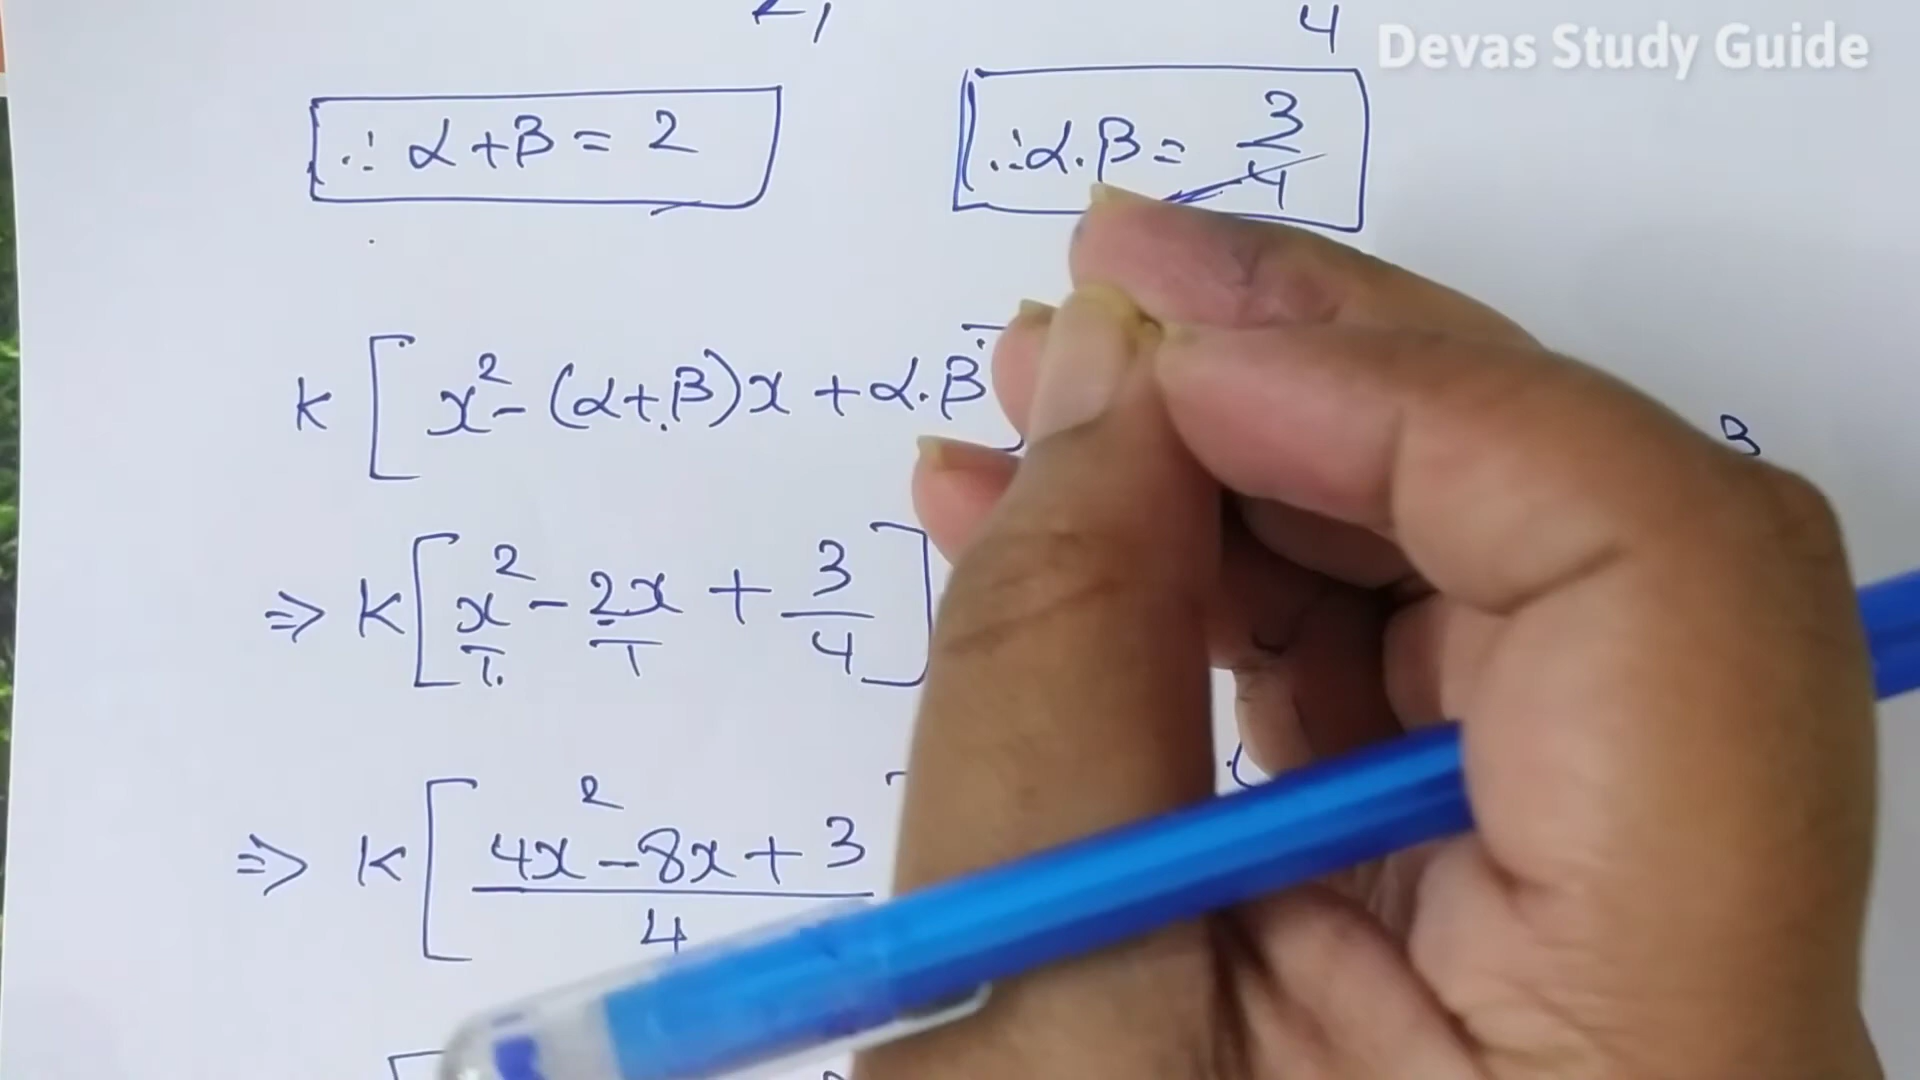 4
Devas Study Guide
∴ α+β = 2
∴ α.β = 3/4
k [ x² - (α+β)x + α.β ]
⇒ k [ x²/1 - 2x/1 + 3/4 ]
⇒ k [ (4x² - 8x + 3)/4